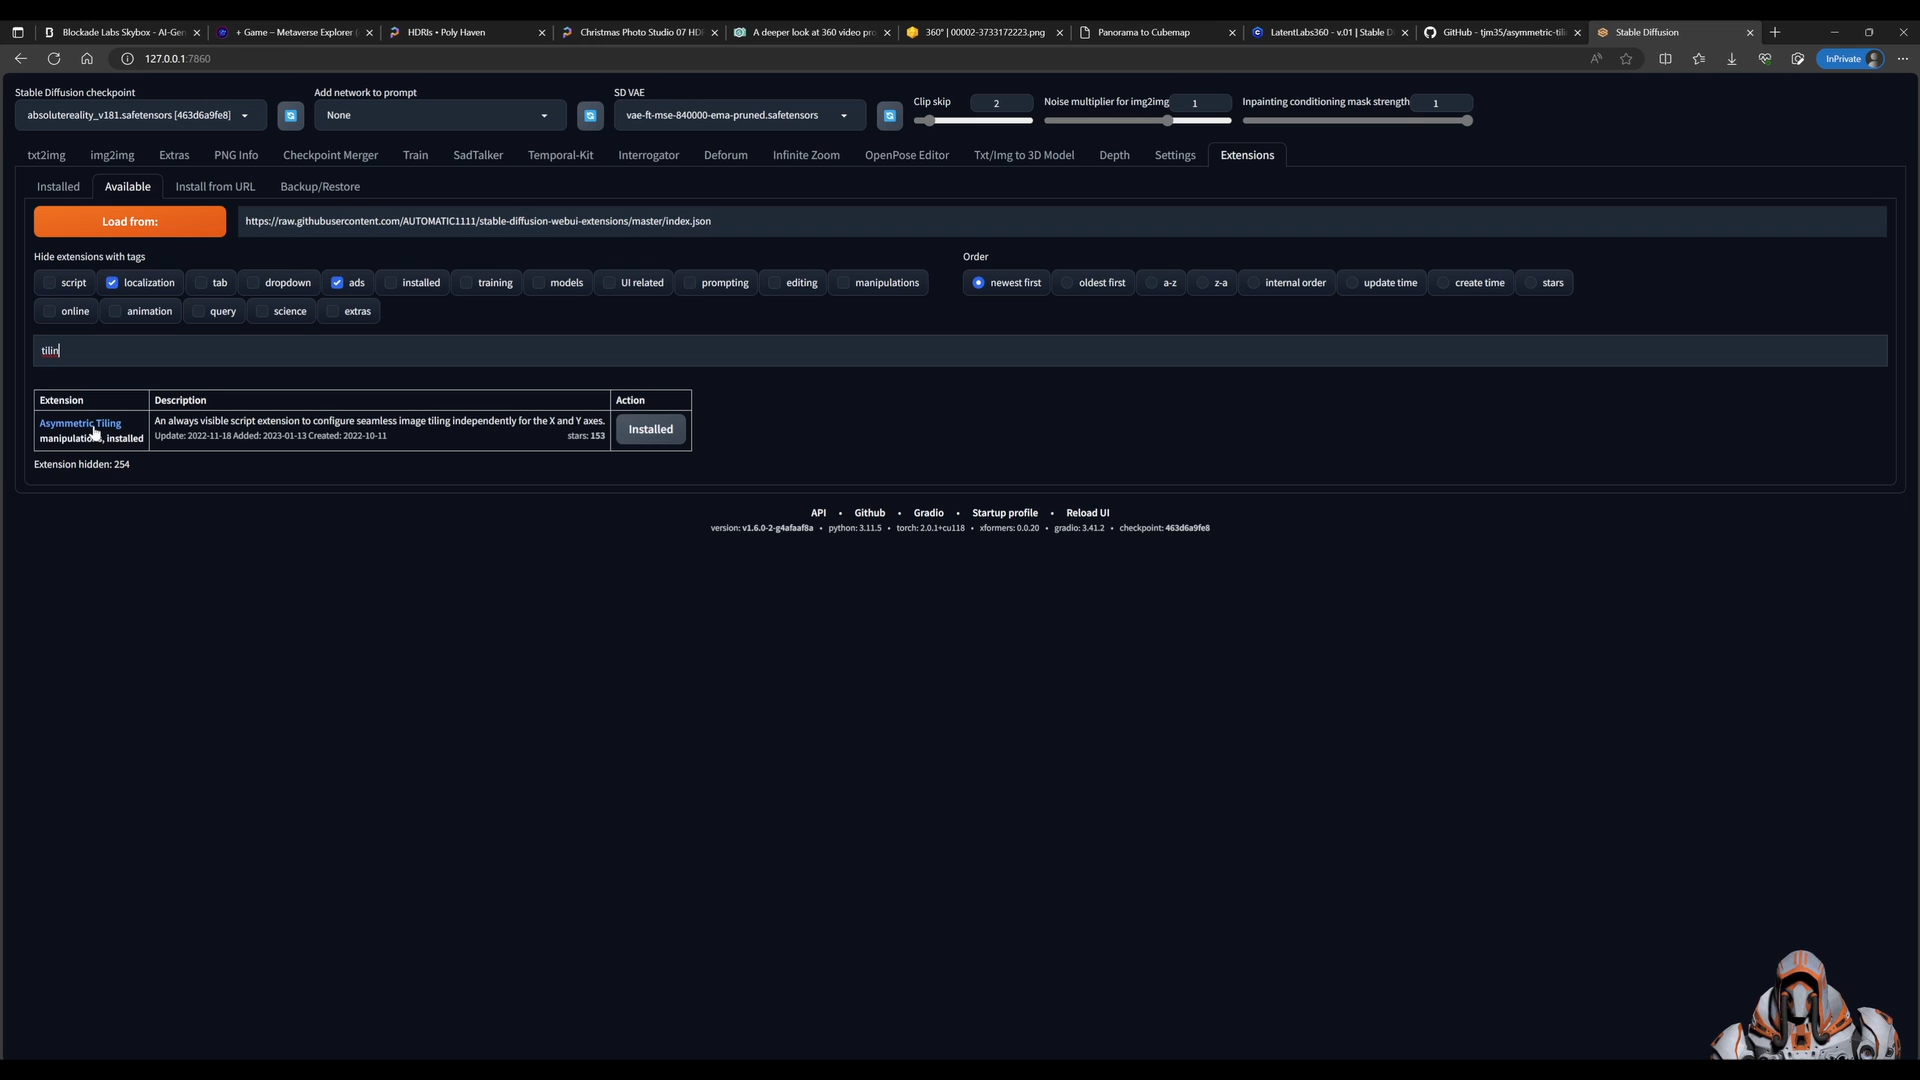 Blockade Labs Skybox - AI-Gen
+ Game – Metaverse Explorer (
HDRIs • Poly Haven
Christmas Photo Studio 07 HDR
A deeper look at 360 video pro
360° | 00002-3733172223.png
Panorama to Cubemap
LatentLabs360 - v.01 | Stable D
GitHub - tjm35/asymmetric-tili
Stable Diffusion
127.0.0.1:7860
InPrivate
Stable Diffusion checkpoint
absolutereality_v181.safetensors [463d6a9fe8]
Add network to prompt
None
SD VAE
vae-ft-mse-840000-ema-pruned.safetensors
Clip skip
2
Noise multiplier for img2img
1
Inpainting conditioning mask strength
1
txt2img
img2img
Extras
PNG Info
Checkpoint Merger
Train
SadTalker
Temporal-Kit
Interrogator
Deforum
Infinite Zoom
OpenPose Editor
Txt/Img to 3D Model
Depth
Settings
Extensions
Installed
Available
Install from URL
Backup/Restore
Load from:
https://raw.githubusercontent.com/AUTOMATIC1111/stable-diffusion-webui-extensions/master/index.json
Hide extensions with tags
script
localization
tab
dropdown
ads
installed
training
models
UI related
prompting
editing
manipulations
online
animation
query
science
extras
Order
newest first
oldest first
a-z
z-a
internal order
update time
create time
stars
tilin
Extension
Description
Action
Asymmetric Tiling
manipulations, installed
An always visible script extension to configure seamless image tiling independently for the X and Y axes.
Update: 2022-11-18 Added: 2023-01-13 Created: 2022-10-11
stars: 153
Installed
Extension hidden: 254
API • Github • Gradio • Startup profile • Reload UI
version: v1.6.0-2-g4afaaf8a • python: 3.11.5 • torch: 2.0.1+cu118 • xformers: 0.0.20 • gradio: 3.41.2 • checkpoint: 463d6a9fe8